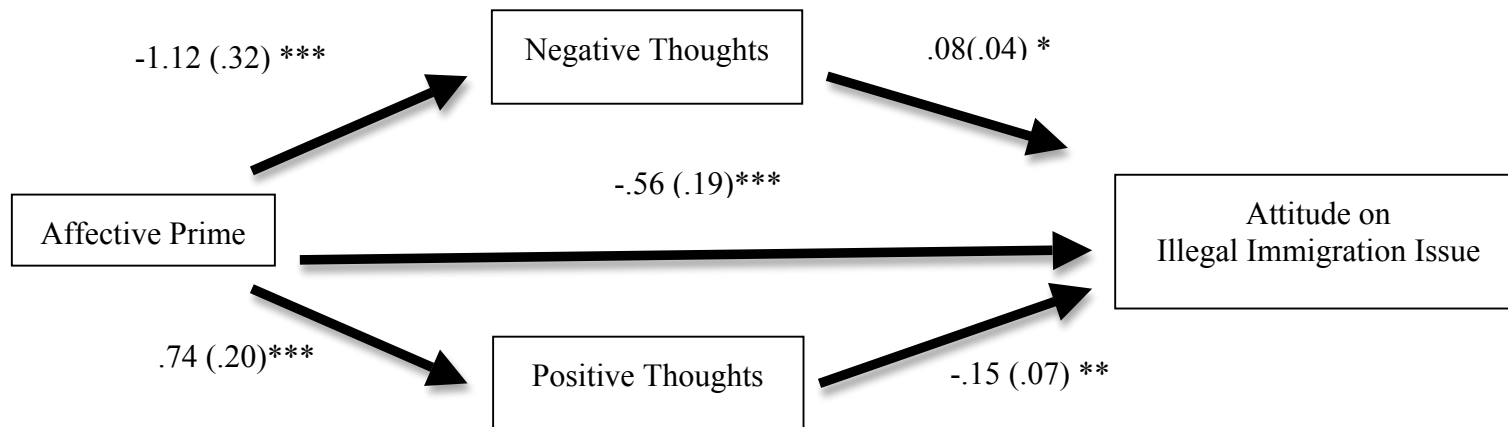 Negative Thoughts
-1.12 (.32) ***
.08(.04) *
-.56 (.19)***
Affective Prime
Attitude on
Illegal Immigration Issue
.74 (.20)***
Positive Thoughts
-.15 (.07) **